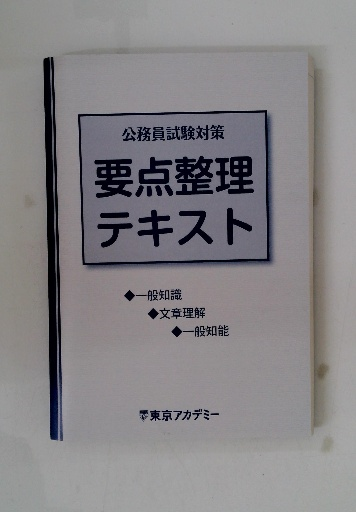 公務員試験対策
要点整理
テキスト
◆一般知識
◆文章理解
◆一般知能
東京アカデミー